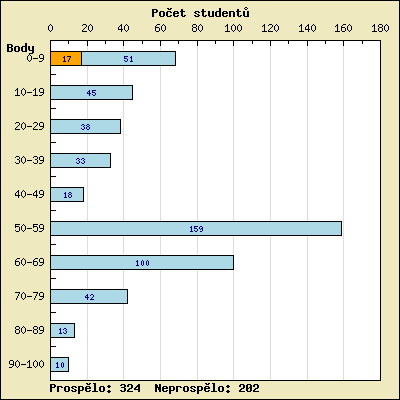 Počet studentů
0 20 40 60 80 100 120 140 160 180
Body
0-9 17 51
10-19 45
20-29 38
30-39 33
40-49 18
50-59 159
60-69 100
70-79 42
80-89 13
90-100 10
Prospělo: 324 Neprospělo: 202